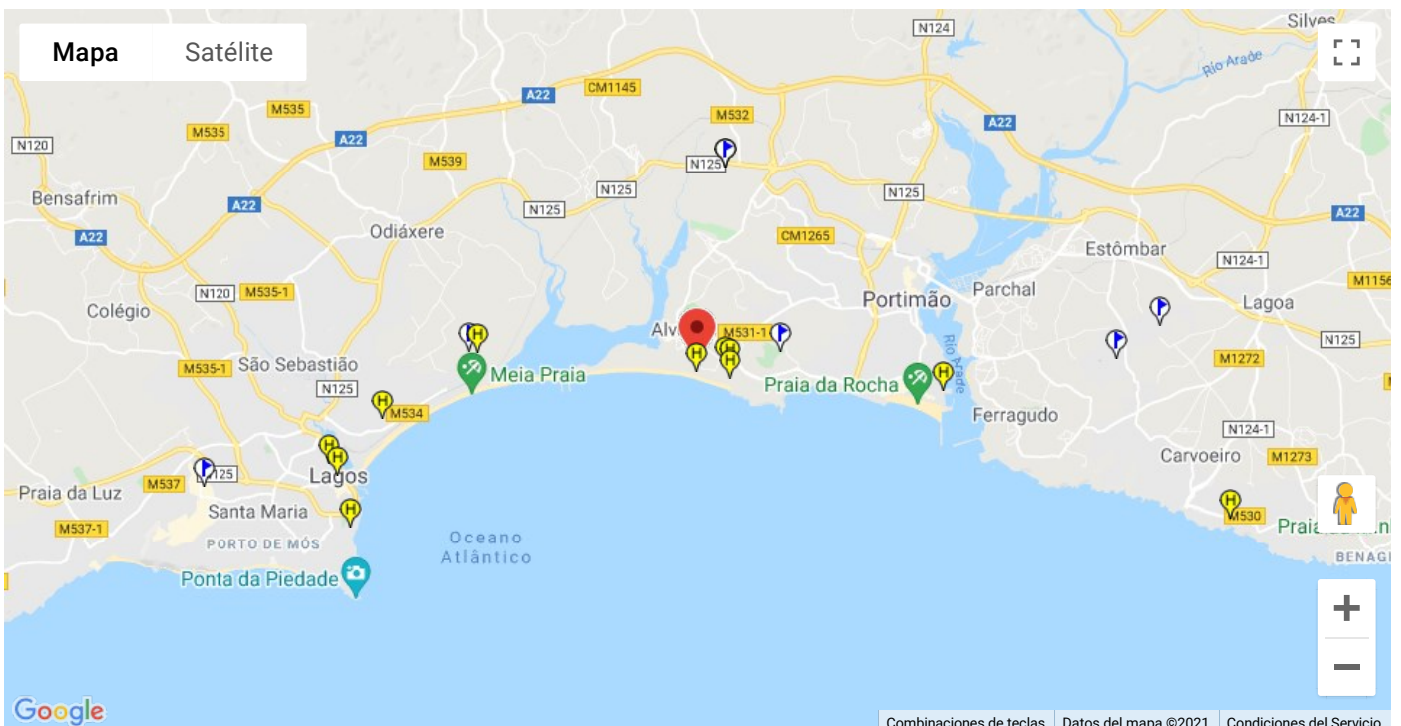 Mapa
Satélite
N124
Silves
Rio Arade
CM1145
A22
M535
M532
N124-1
A22
M535
A22
N120
M539
N125
N125
N125
Bensafrim
A22
N125
A22
Odiáxere
A22
CM1265
Estômbar
N124-1
M1156
N120
M535-1
Parchal
Portimão
Lagoa
Colégio
M531-1
N125
Rio Arade
M1272
São Sebastião
M535-1
Meia Praia
Praia da Rocha
N125
M534
Ferragudo
N124-1
Carvoeiro
M1273
Lagos
M537
Praia da Luz
Santa Maria
M530
M537-1
PORTO DE MÓS
Oceano
Atlântico
Ponta da Piedade
H
H
H
H
H
H
H
H
H
H
H
Google
Combinaciones de teclas
Datos del mapa ©2021
Condiciones del Servicio